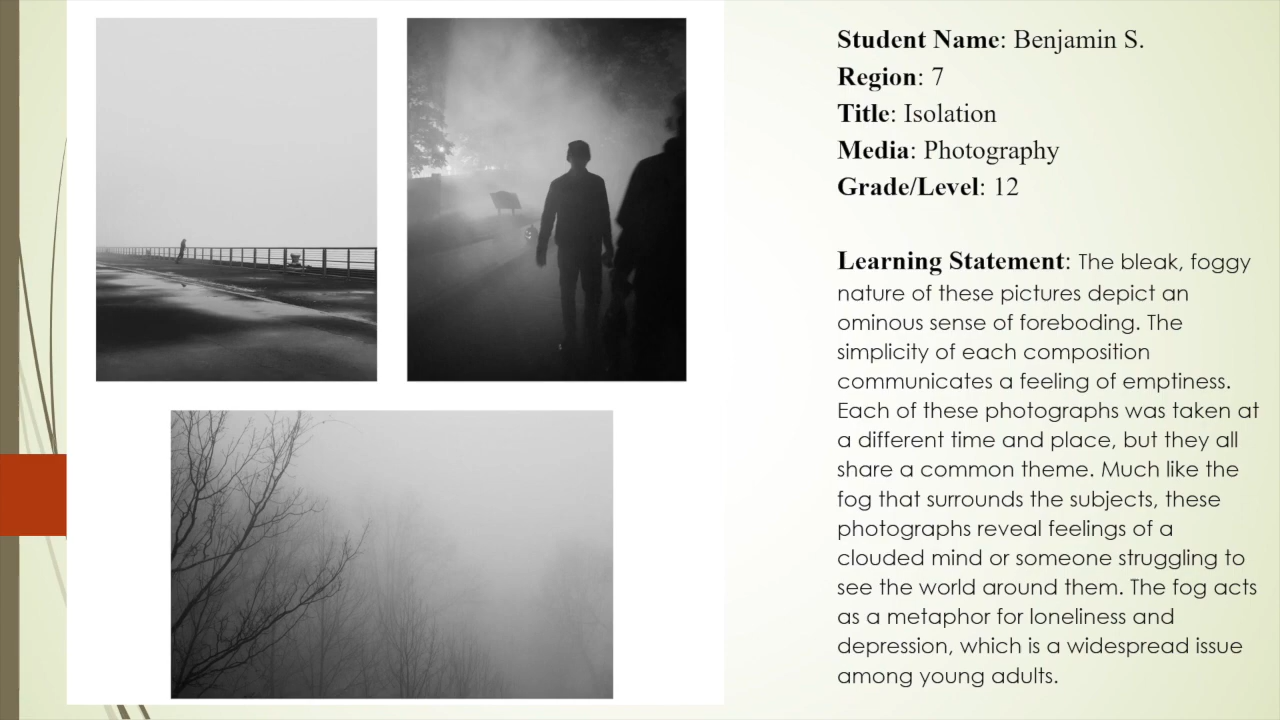 Student Name: Benjamin S.
Region: 7
Title: Isolation
Media: Photography
Grade/Level: 12
Learning Statement: The bleak, foggy
nature of these pictures depict an
ominous sense of foreboding. The
simplicity of each composition
communicates a feeling of emptiness.
Each of these photographs was taken at
a different time and place, but they all
share a common theme. Much like the
fog that surrounds the subjects, these
photographs reveal feelings of a
clouded mind or someone struggling to
see the world around them. The fog acts
as a metaphor for loneliness and
depression, which is a widespread issue
among young adults.